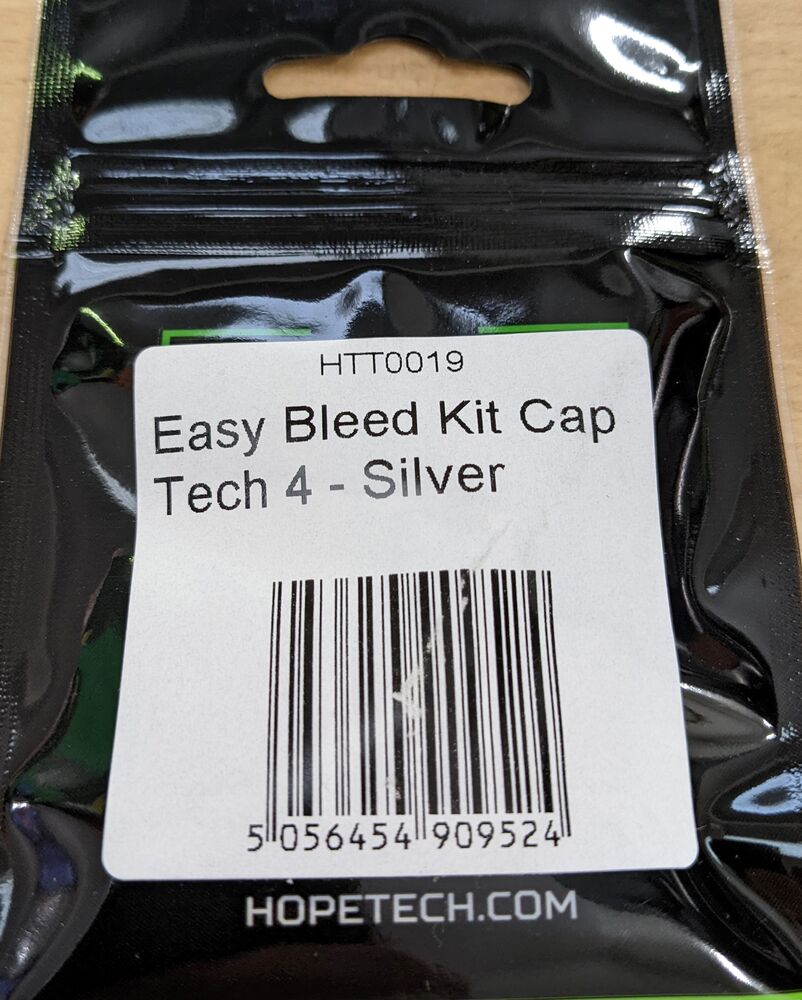 HTT0019
Easy Bleed Kit Cap
Tech 4 - Silver
5 056454 909524
HOPETECH.COM